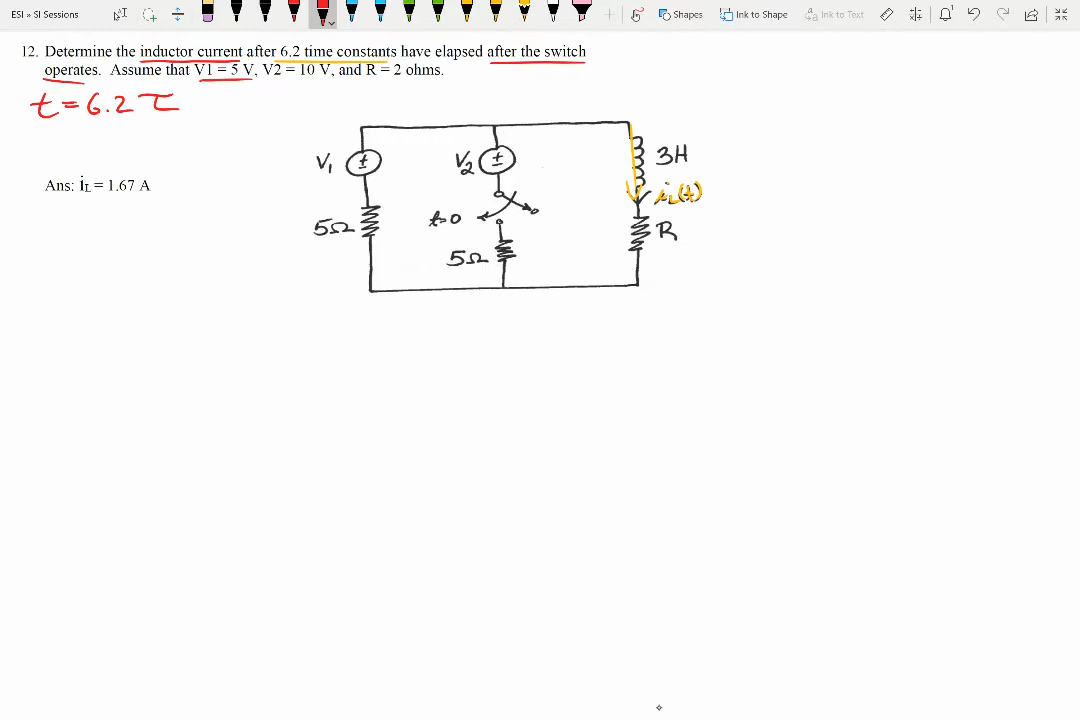 ESI » SI Sessions
Shapes
Ink to Shape
Ink to Text
12. Determine the inductor current after 6.2 time constants have elapsed after the switch
operates. Assume that V1 = 5 V, V2 = 10 V, and R = 2 ohms.
t = 6.2 τ
V1
V2
3H
iL(t)
Ans: iL = 1.67 A
t=0
5Ω
R
5Ω